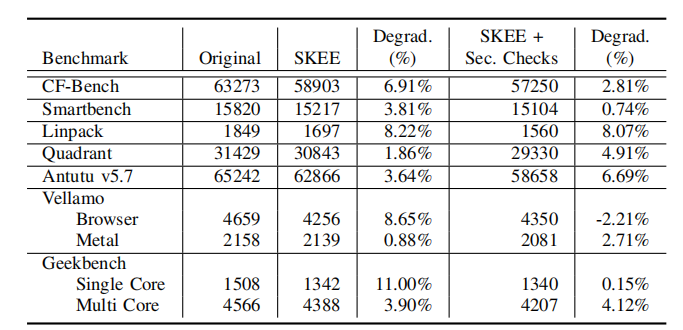 Degrad. SKEE + Degrad.
Benchmark Original SKEE (%) Sec. Checks (%)
CF-Bench 63273 58903 6.91% 57250 2.81%
Smartbench 15820 15217 3.81% 15104 0.74%
Linpack 1849 1697 8.22% 1560 8.07%
Quadrant 31429 30843 1.86% 29330 4.91%
Antutu v5.7 65242 62866 3.64% 58658 6.69%
Vellamo
Browser 4659 4256 8.65% 4350 -2.21%
Metal 2158 2139 0.88% 2081 2.71%
Geekbench
Single Core 1508 1342 11.00% 1340 0.15%
Multi Core 4566 4388 3.90% 4207 4.12%